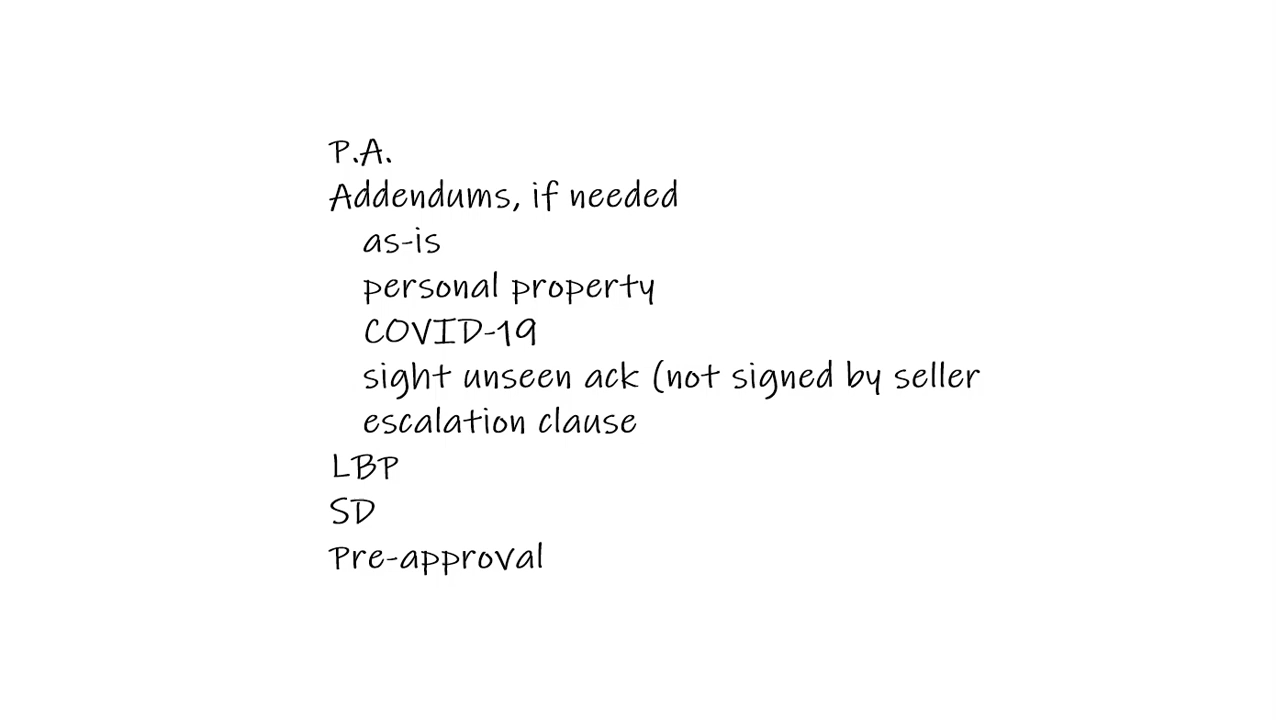 P.A.
Addendums, if needed
as-is
personal property
COVID-19
sight unseen ack (not signed by seller
escalation clause
LBP
SD
Pre-approval